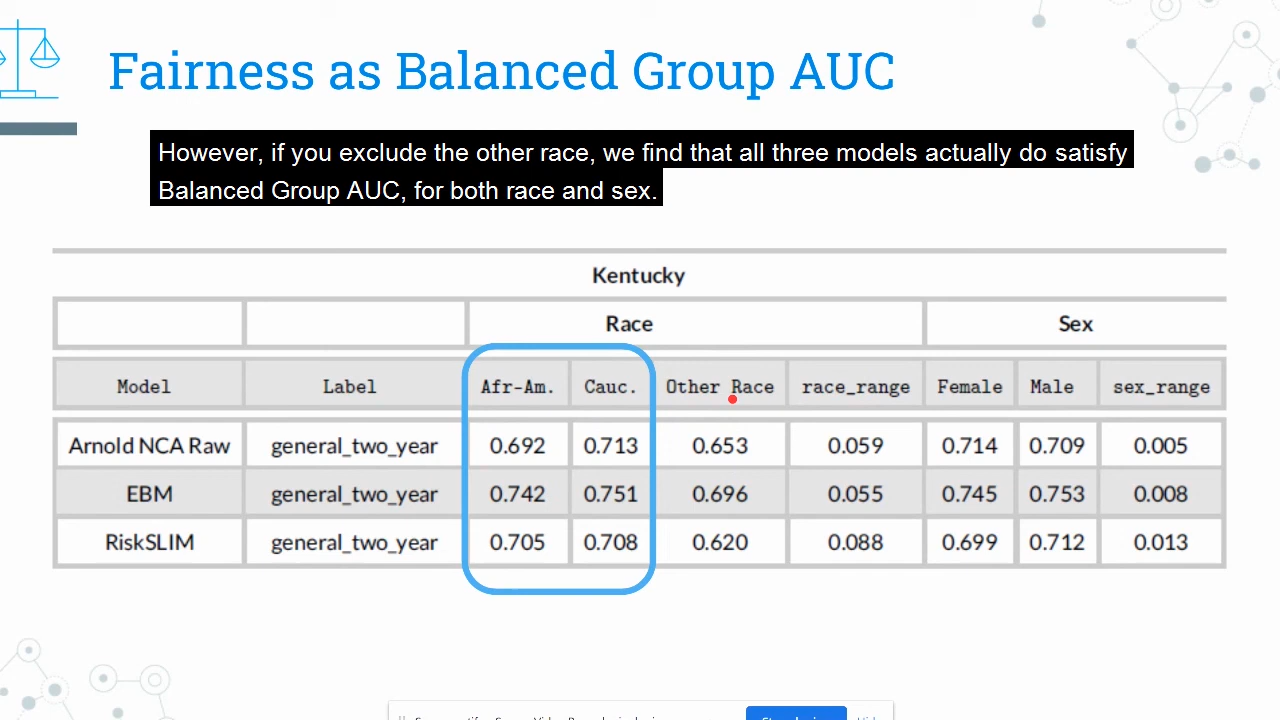 Fairness as Balanced Group AUC
However, if you exclude the other race, we find that all three models actually do satisfy
Balanced Group AUC, for both race and sex.
Kentucky
Race Sex
Model Label Afr-Am. Cauc. Other Race race_range Female Male sex_range
Arnold NCA Raw general_two_year 0.692 0.713 0.653 0.059 0.714 0.709 0.005
EBM general_two_year 0.742 0.751 0.696 0.055 0.745 0.753 0.008
RiskSLIM general_two_year 0.705 0.708 0.620 0.088 0.699 0.712 0.013